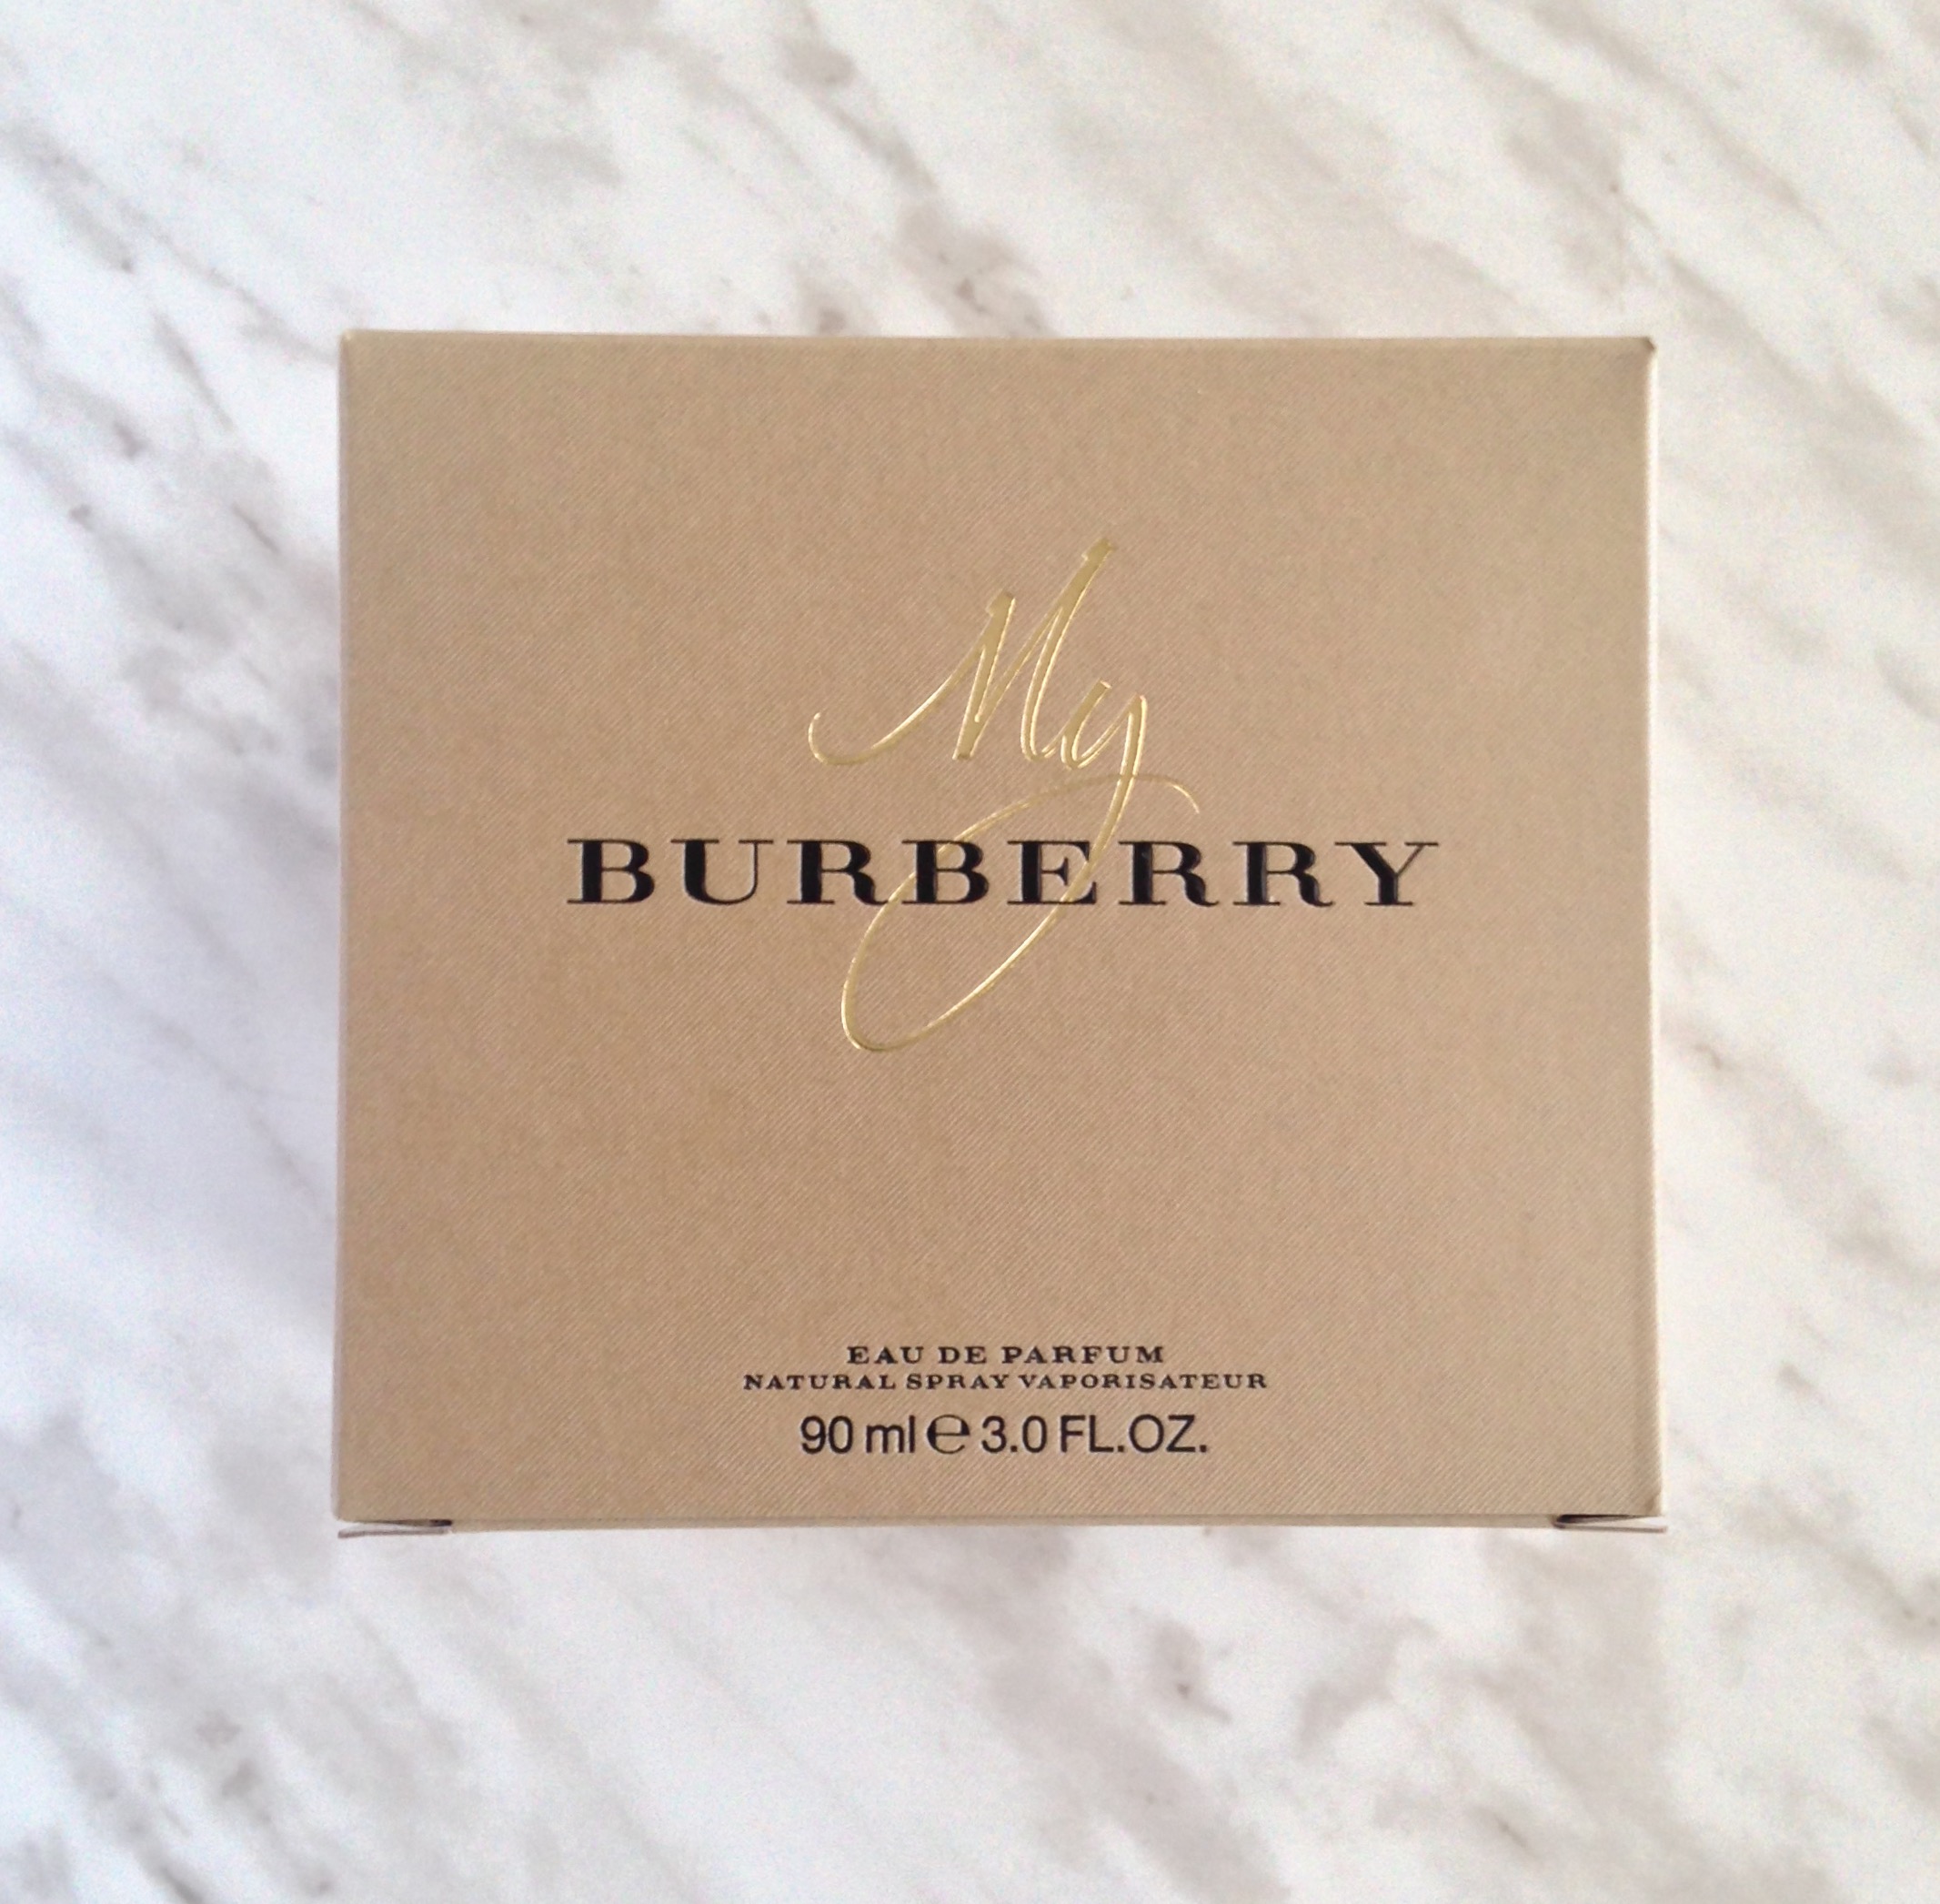 My
BURBERRY
EAU DE PARFUM
NATURAL SPRAY VAPORISATEUR
90 ml ℮ 3.0 FL.OZ.